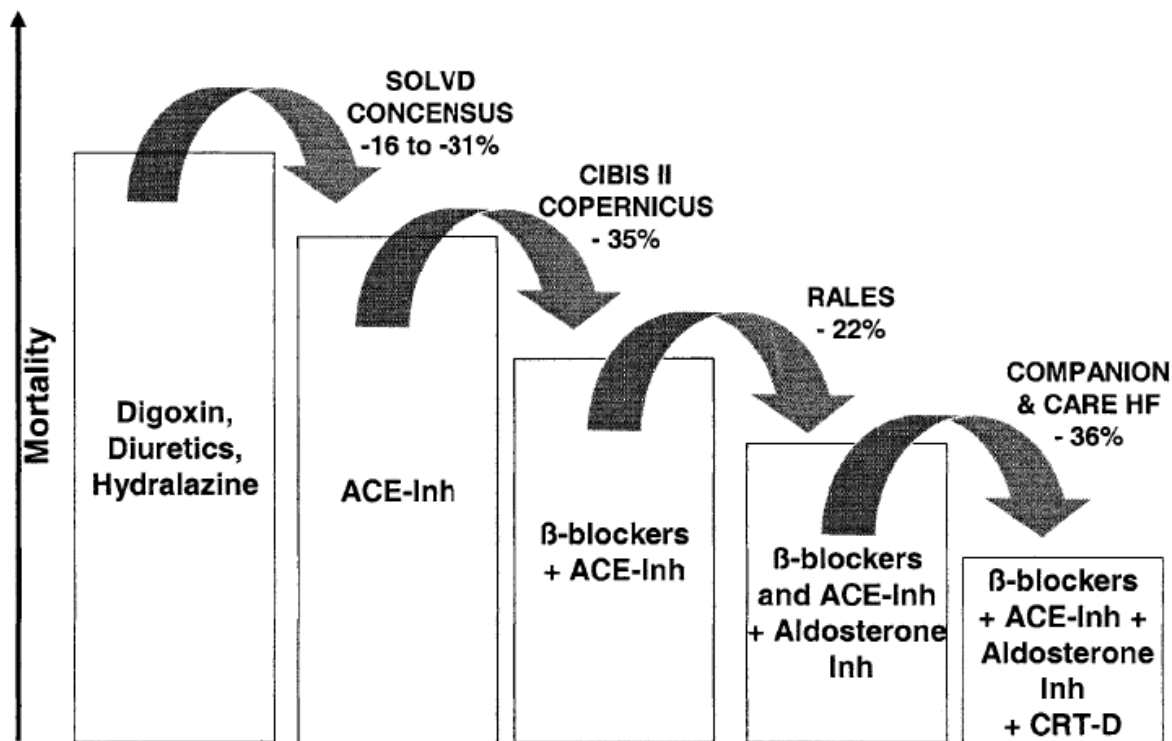 Mortality
SOLVD
CONCENSUS
-16 to -31%
CIBIS II
COPERNICUS
- 35%
RALES
- 22%
COMPANION
& CARE HF
- 36%
Digoxin,
Diuretics,
Hydralazine
ACE-Inh
ß-blockers
+ ACE-Inh
ß-blockers
and ACE-Inh
+ Aldosterone
Inh
ß-blockers
+ ACE-Inh +
Aldosterone
Inh
+ CRT-D